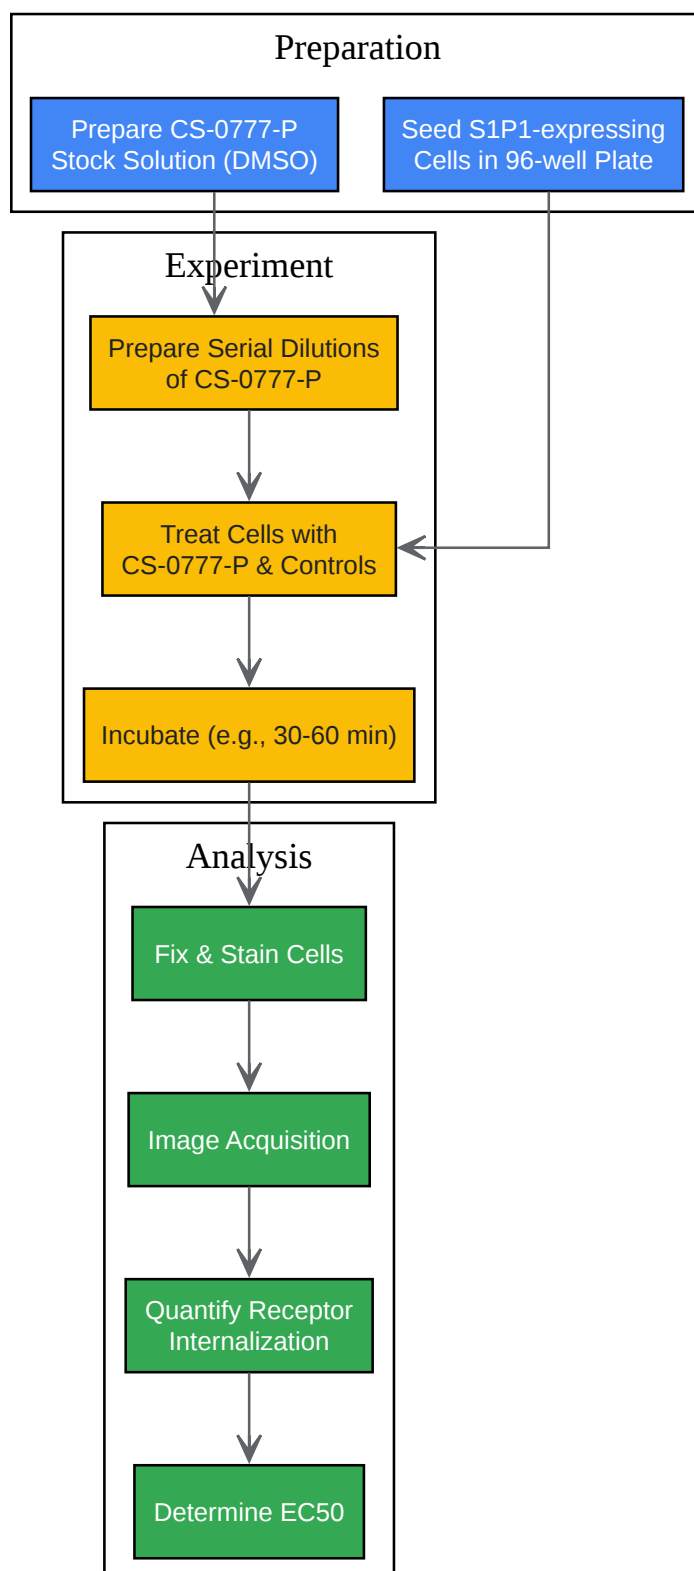 Preparation
Prepare CS-0777-P
Stock Solution (DMSO)
Seed S1P1-expressing
Cells in 96-well Plate
Experiment
Prepare Serial Dilutions
of CS-0777-P
Treat Cells with
CS-0777-P & Controls
Incubate (e.g., 30-60 min)
Analysis
Fix & Stain Cells
Image Acquisition
Quantify Receptor
Internalization
Determine EC50